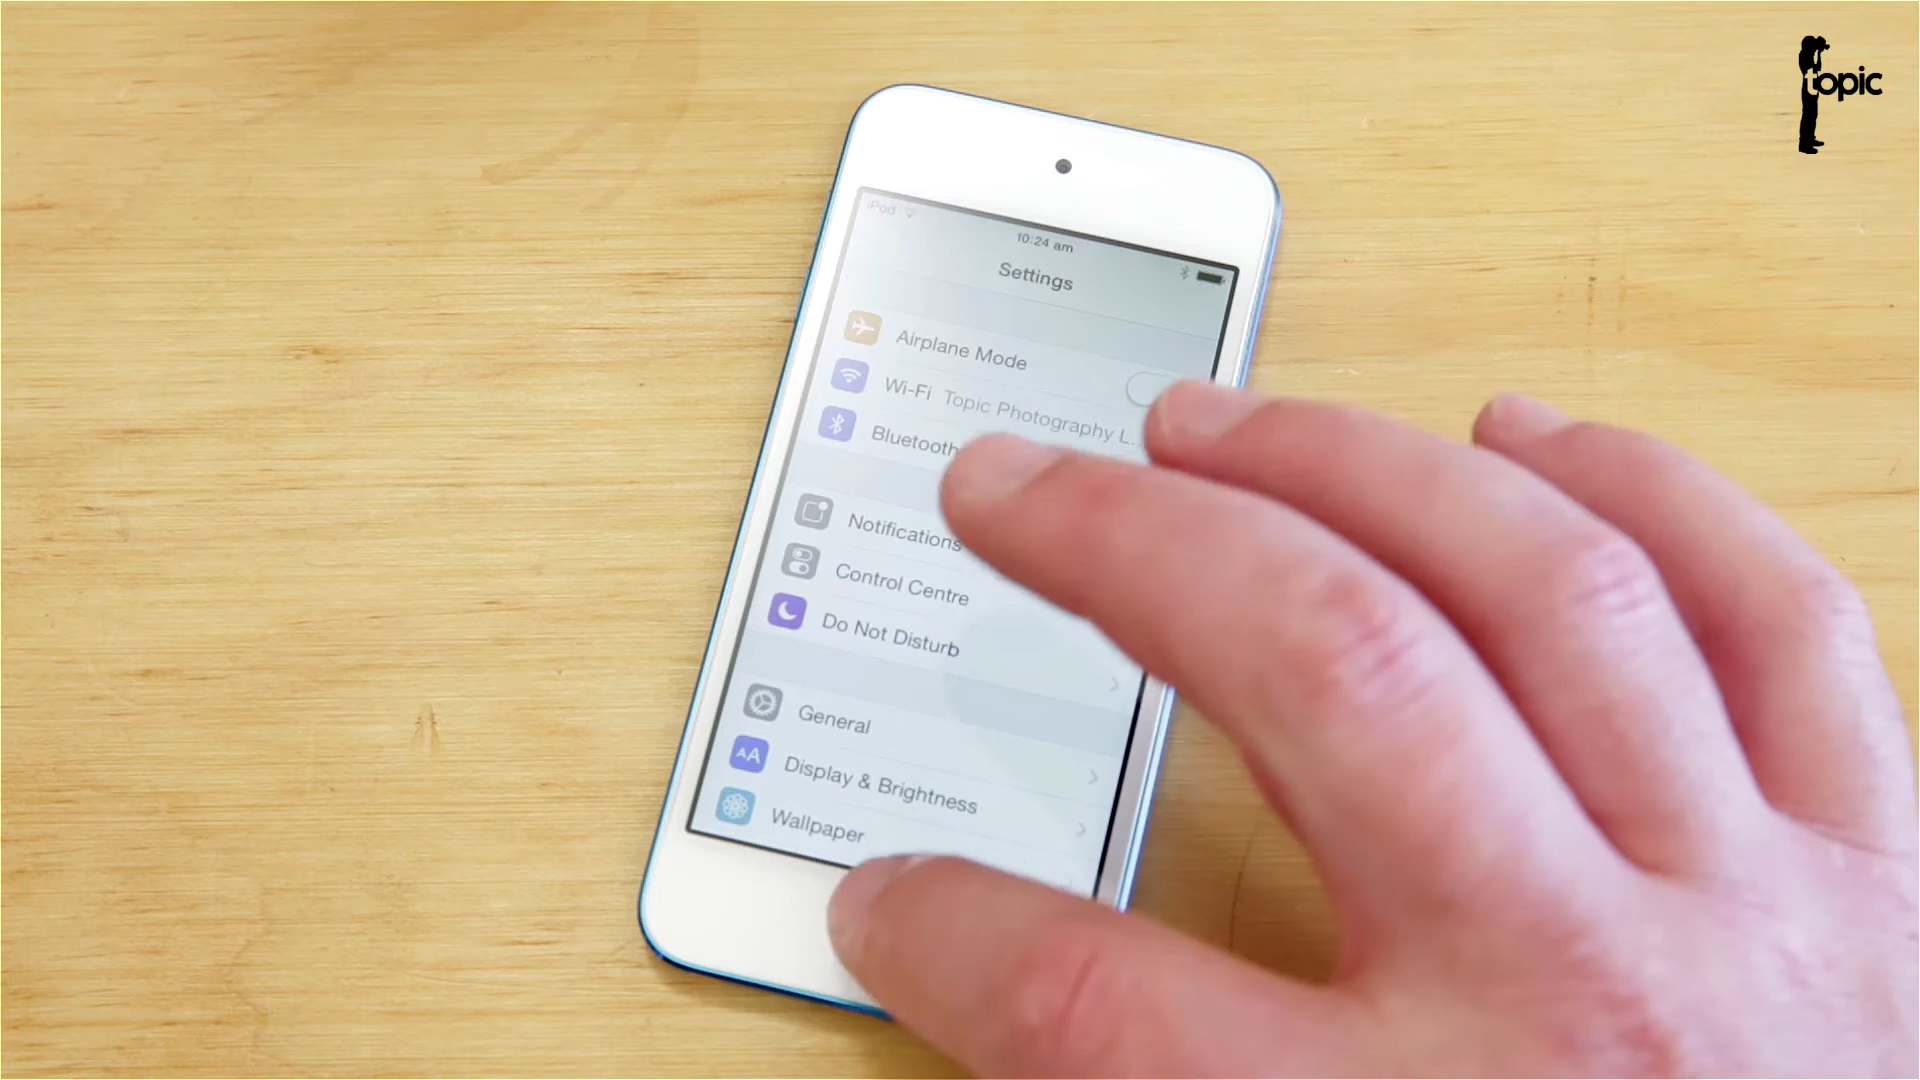 topic
iPod
10:24 am
Settings
Airplane Mode
Wi-Fi Topic Photography L...
Bluetooth
Notifications
Control Centre
Do Not Disturb
General
AA Display & Brightness
Wallpaper